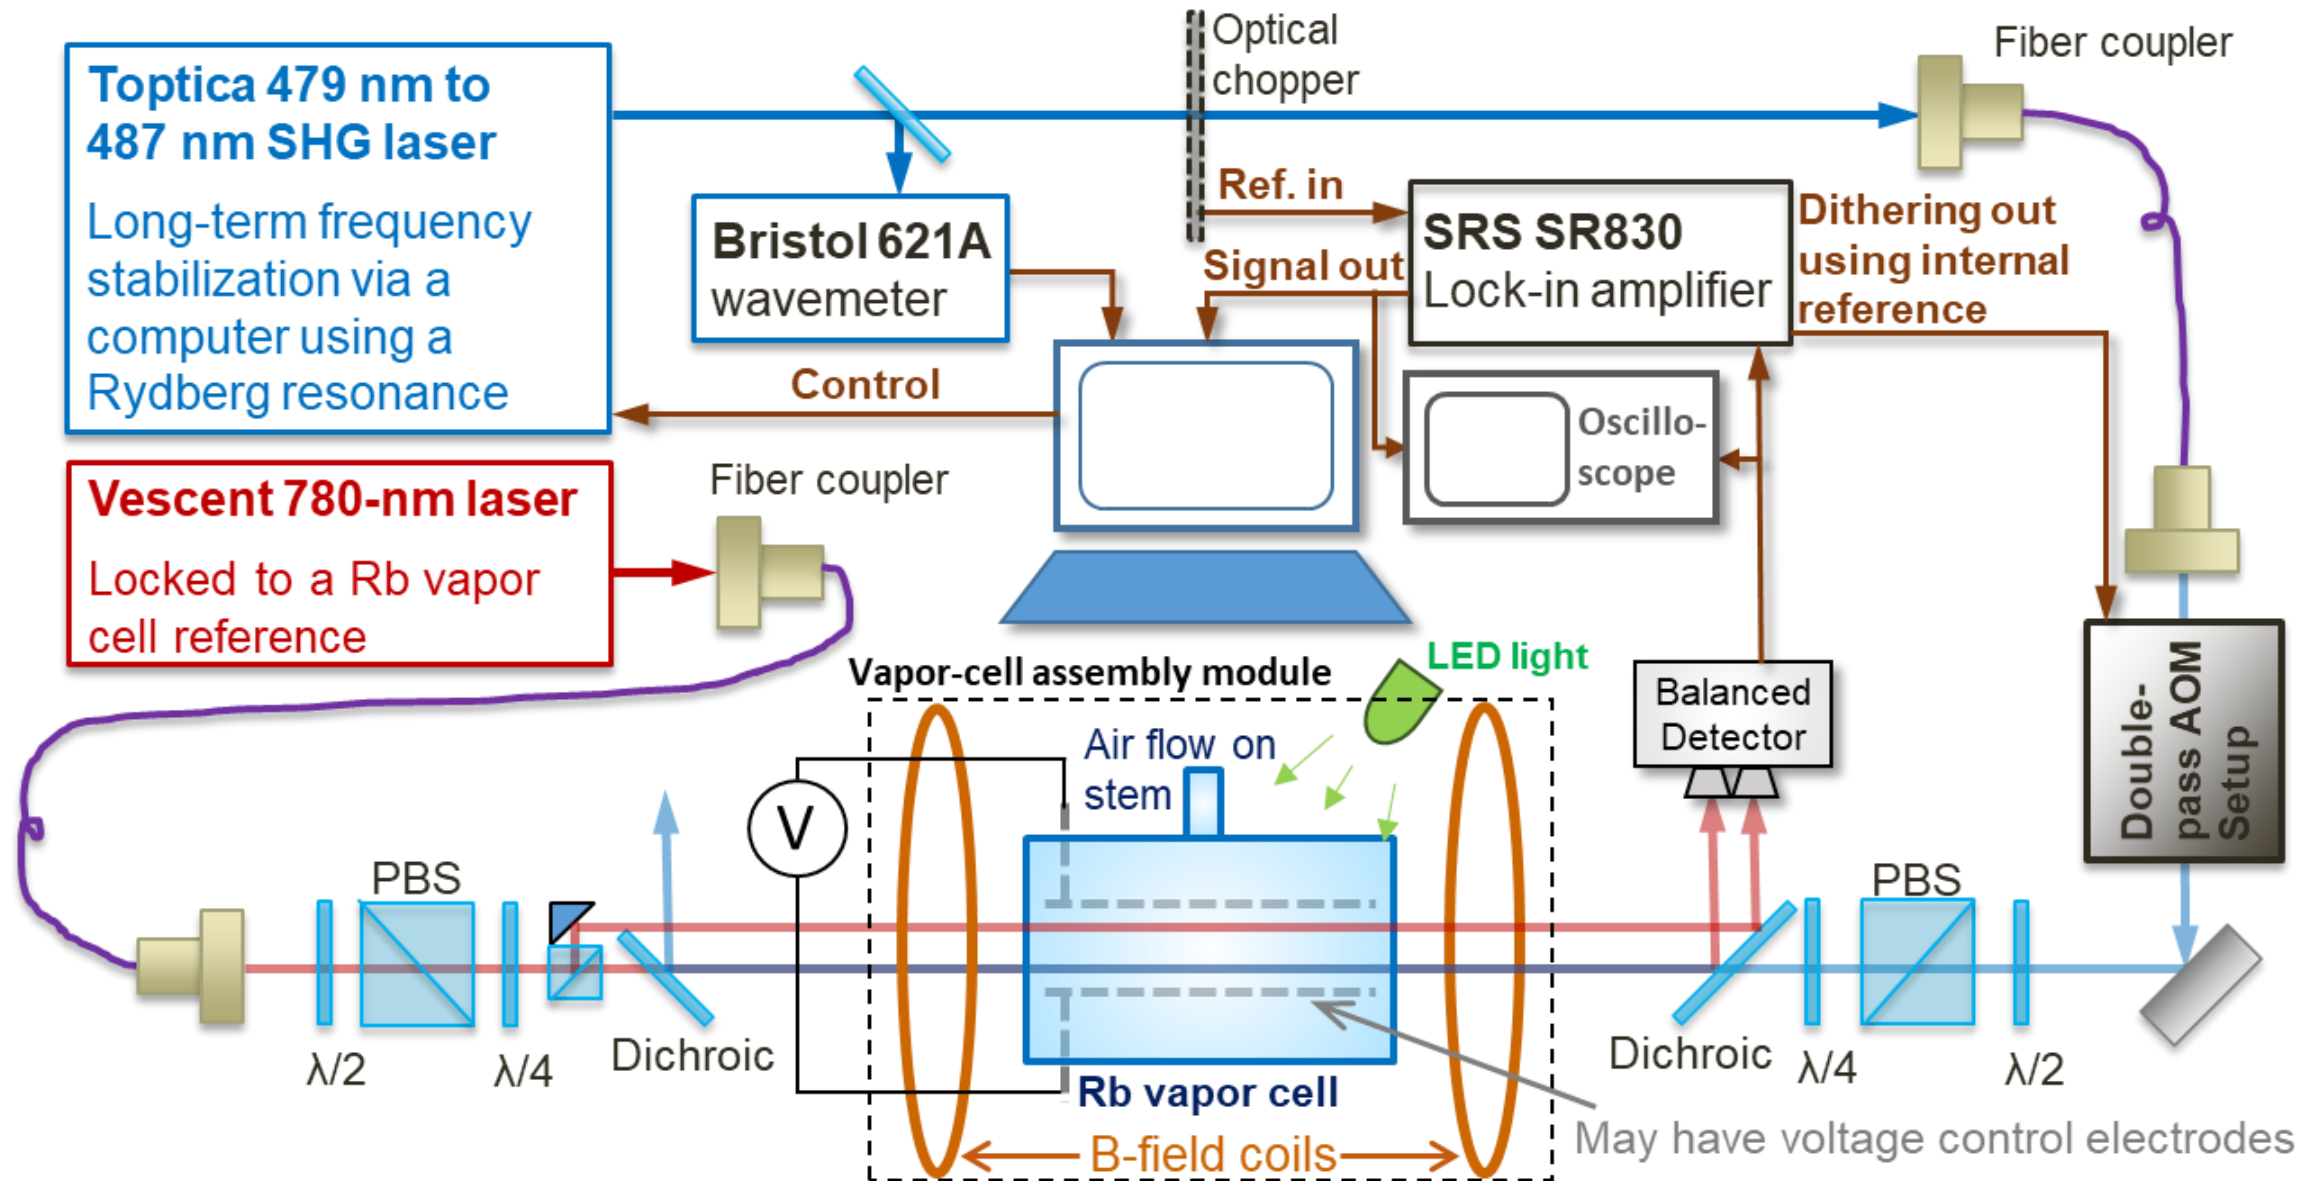 Toptica 479 nm to
487 nm SHG laser
Long-term frequency
stabilization via a
computer using a
Rydberg resonance
Optical
chopper
Fiber coupler
Bristol 621A
wavemeter
Ref. in
Signal out
SRS SR830
Lock-in amplifier
Dithering out
using internal
reference
Control
Oscillo-
scope
Vescent 780-nm laser
Locked to a Rb vapor
cell reference
Fiber coupler
Vapor-cell assembly module
LED light
Balanced
Detector
Double-
pass AOM
Setup
Air flow on
stem
V
PBS
λ/2
λ/4
Dichroic
Rb vapor cell
B-field coils
PBS
Dichroic
λ/4
λ/2
May have voltage control electrodes